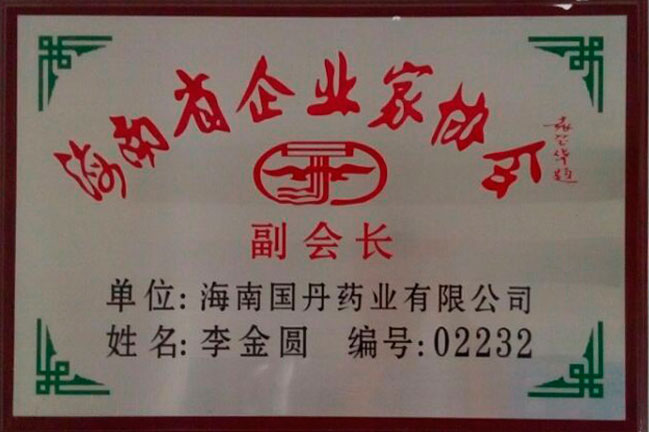 海南省企业家协会
副会长
单位:海南国丹药业有限公司
姓名:李金圆 编号:02232